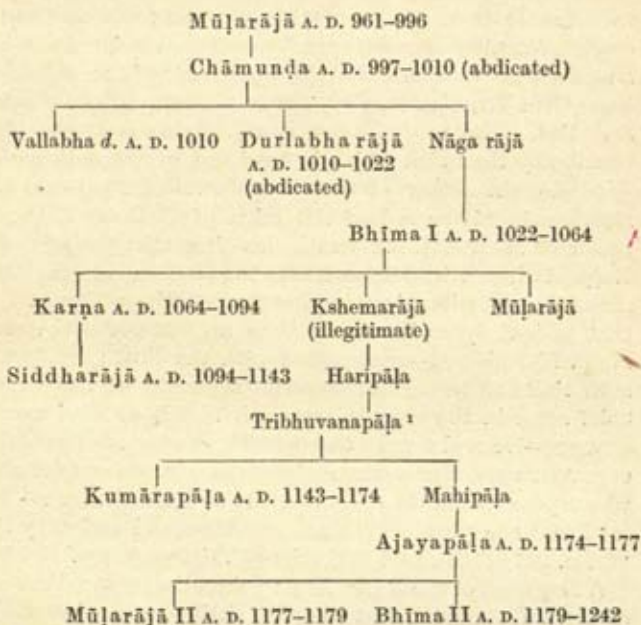 Mūḷarājā A. D. 961–996
Chāmuṇḍa A. D. 997–1010 (abdicated)
Vallabha d. A. D. 1010 Durlabharājā Nāga rājā
A. D. 1010–1022
(abdicated)
Bhīma I A. D. 1022–1064
Karṇa A. D. 1064–1094 Kshemarājā Mūḷarājā
(illegitimate)
Siddharājā A. D. 1094–1143 Haripāḷa
Tribhuvanapāḷa ¹
Kumārapāḷa A. D. 1143–1174 Mahipāḷa
Ajayapāḷa A. D. 1174–1177
Mūḷarājā II A. D. 1177–1179 Bhīma II A. D. 1179–1242